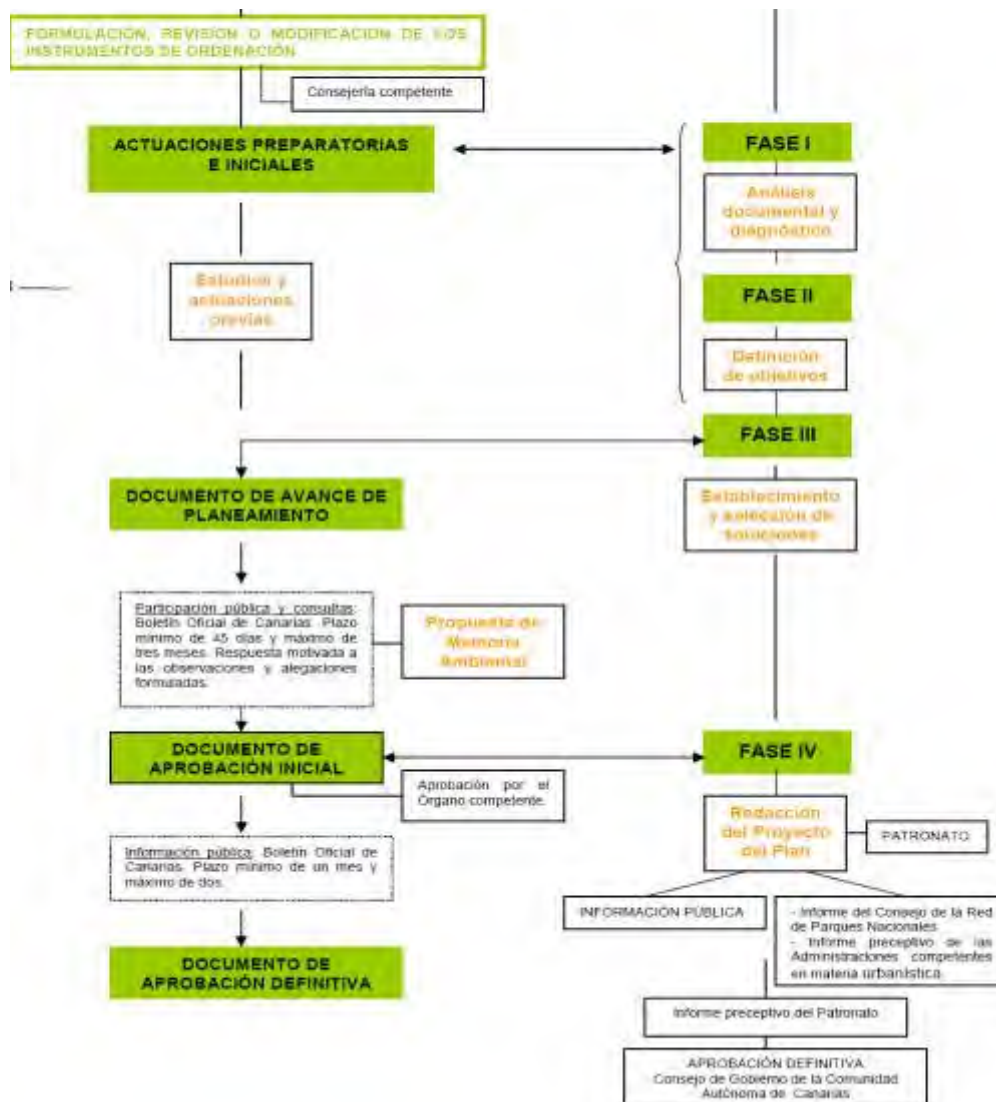 FORMULACIÓN, REVISIÓN O MODIFICACIÓN DE LOS
INSTRUMENTOS DE ORDENACIÓN
Consejería competente
ACTUACIONES PREPARATORIAS
E INICIALES
Estudios y
actuaciones
previas
DOCUMENTO DE AVANCE DE
PLANEAMIENTO
Participación pública y consultas:
Boletín Oficial de Canarias. Plazo
mínimo de 45 días y máximo de
tres meses. Respuesta motivada a
las observaciones y alegaciones
formuladas.
Propuesta de
Memoria
Ambiental
DOCUMENTO DE
APROBACIÓN INICIAL
Aprobación por el
Órgano competente.
Información pública: Boletín Oficial de
Canarias. Plazo mínimo de un mes y
máximo de dos.
DOCUMENTO DE
APROBACIÓN DEFINITIVA
FASE I
Análisis
documental y
diagnóstico
FASE II
Definición
de objetivos
FASE III
Establecimiento
y selección de
soluciones
FASE IV
Redacción
del Proyecto
del Plan
PATRONATO
INFORMACIÓN PÚBLICA
- Informe del Consejo de la Red
de Parques Nacionales
- Informe preceptivo de las
Administraciones competentes
en materia urbanística
Informe preceptivo del Patronato
APROBACIÓN DEFINITIVA
Consejo de Gobierno de la Comunidad
Autónoma de Canarias